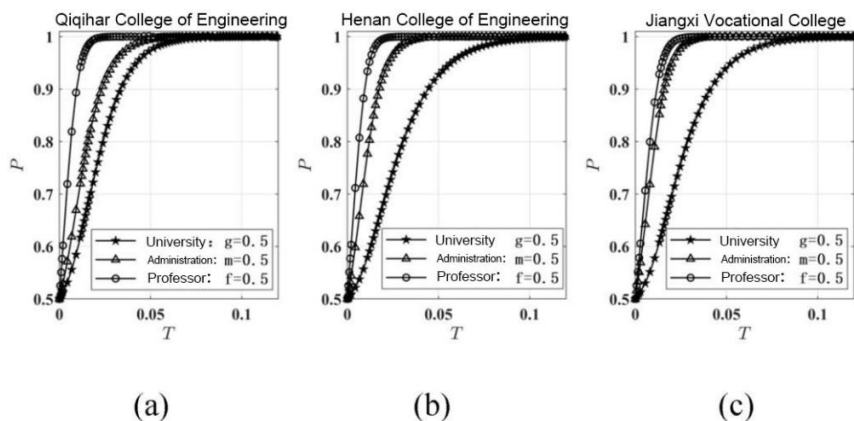 Qiqihar College of Engineering
1
0.9
0.8
0.7
0.6
0.5
P
University: g=0.5
Administration: m=0.5
Professor: f=0.5
0
0.05
0.1
T
(a)
Henan College of Engineering
1
0.9
0.8
0.7
0.6
0.5
P
University g=0.5
Administration: m=0.5
Professor: f=0.5
0
0.05
0.1
T
(b)
Jiangxi Vocational College
1
0.9
0.8
0.7
0.6
0.5
P
University g=0.5
Administration: m=0.5
Professor: f=0.5
0
0.05
0.1
T
(c)